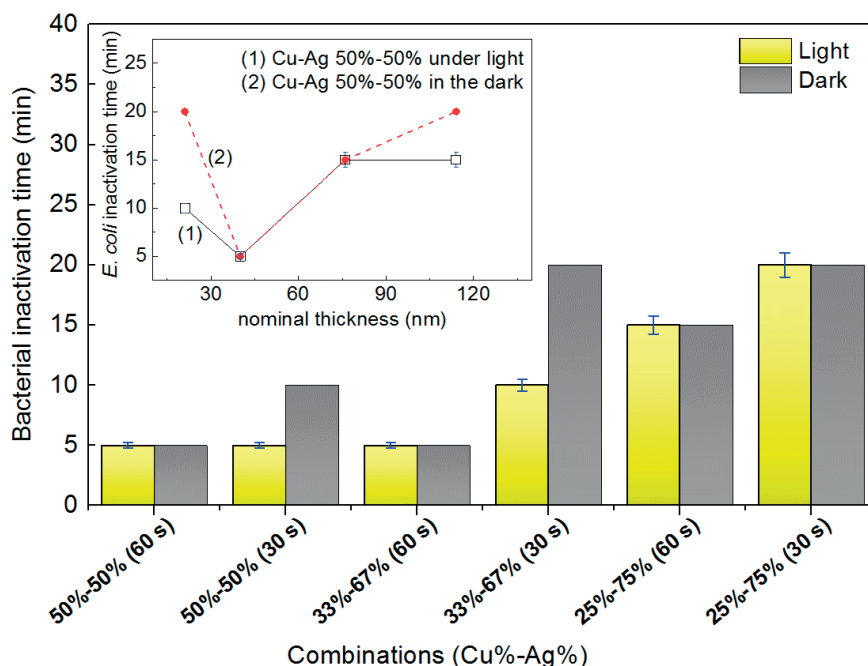 Bacterial inactivation time (min)
40
35
30
25
20
15
10
5
0
E. coli inactivation time (min)
20
15
10
5
(1) Cu-Ag 50%-50% under light
(2) Cu-Ag 50%-50% in the dark
(2)
(1)
30 60 90 120
nominal thickness (nm)
Light
Dark
50%-50% (60 s)
50%-50% (30 s)
33%-67% (60 s)
33%-67% (30 s)
25%-75% (60 s)
25%-75% (30 s)
Combinations (Cu%-Ag%)